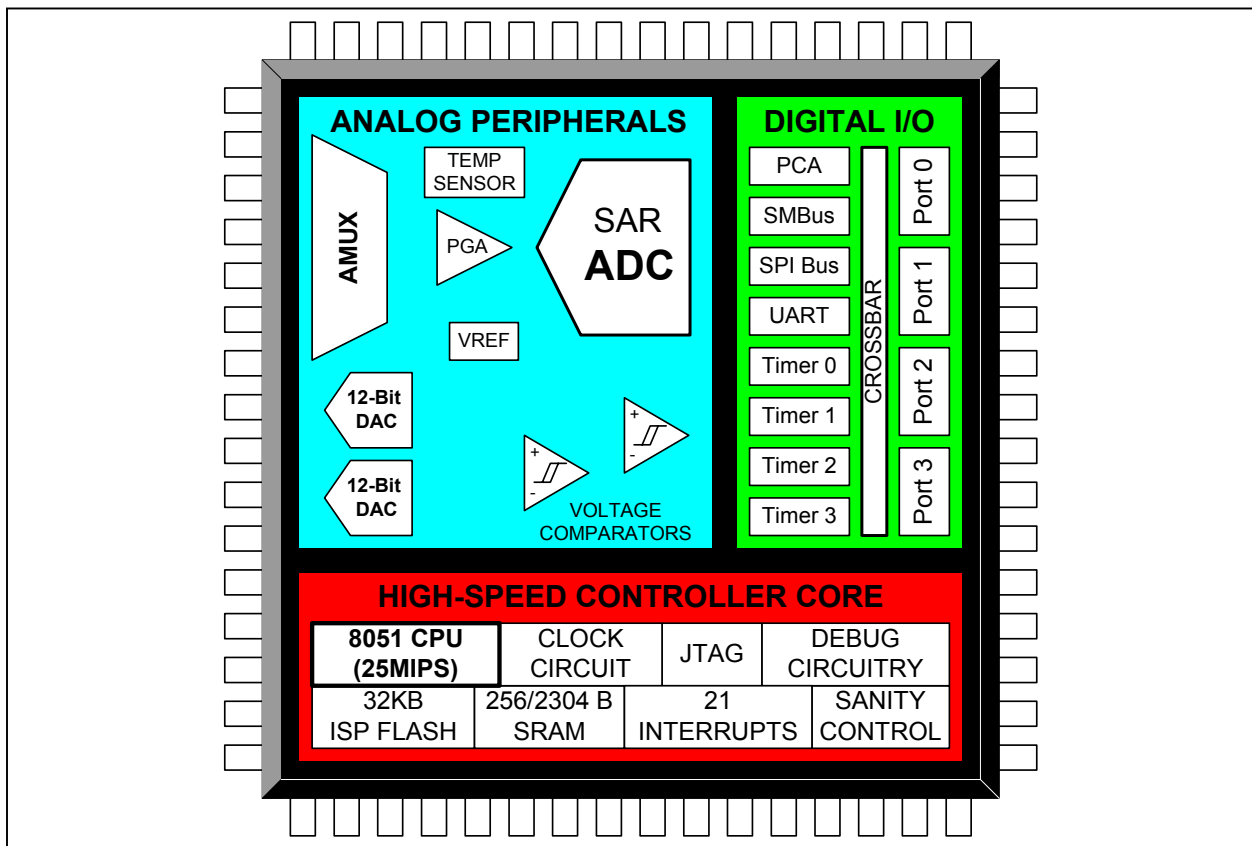 ANALOG PERIPHERALS
AMUX
TEMP
SENSOR
PGA
SAR
ADC
VREF
12-Bit
DAC
12-Bit
DAC
+
-
+
-
VOLTAGE
COMPARATORS
DIGITAL I/O
PCA
SMBus
SPI Bus
UART
Timer 0
Timer 1
Timer 2
Timer 3
CROSSBAR
Port 0
Port 1
Port 2
Port 3
HIGH-SPEED CONTROLLER CORE
8051 CPU
(25MIPS)
CLOCK
CIRCUIT
JTAG
DEBUG
CIRCUITRY
32KB
ISP FLASH
256/2304 B
SRAM
21
INTERRUPTS
SANITY
CONTROL